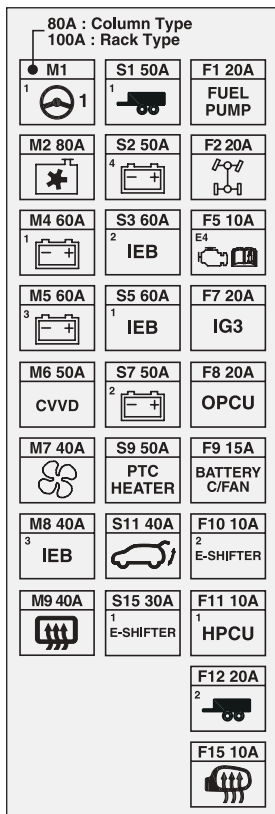 80A : Column Type
100A : Rack Type
M1 S1 50A F1 20A
1 1 1 FUEL PUMP
M2 80A S2 50A F2 20A
4
M4 60A S3 60A F5 10A
1 2 IEB E4
M5 60A S5 60A F7 20A
3 1 IEB IG3
M6 50A S7 50A F8 20A
CVVD 2 OPCU
M7 40A S9 50A F9 15A
PTC HEATER BATTERY C/FAN
M8 40A S11 40A F10 10A
3 IEB 2 E-SHIFTER
M9 40A S15 30A F11 10A
1 E-SHIFTER 1 HPCU
F12 20A
2
F15 10A